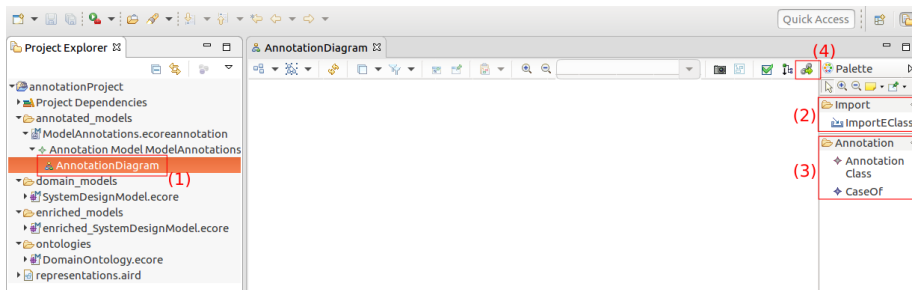 Quick Access
Project Explorer
AnnotationDiagram
(4)
annotationProject
Project Dependencies
annotated_models
ModelAnnotations.ecoreannotation
Annotation Model ModelAnnotations
AnnotationDiagram
(1)
domain_models
SystemDesignModel.ecore
enriched_models
enriched_SystemDesignModel.ecore
ontologies
DomainOntology.ecore
representations.aird
Palette
(2)
Import
ImportEClass
(3)
Annotation
Annotation
Class
CaseOf